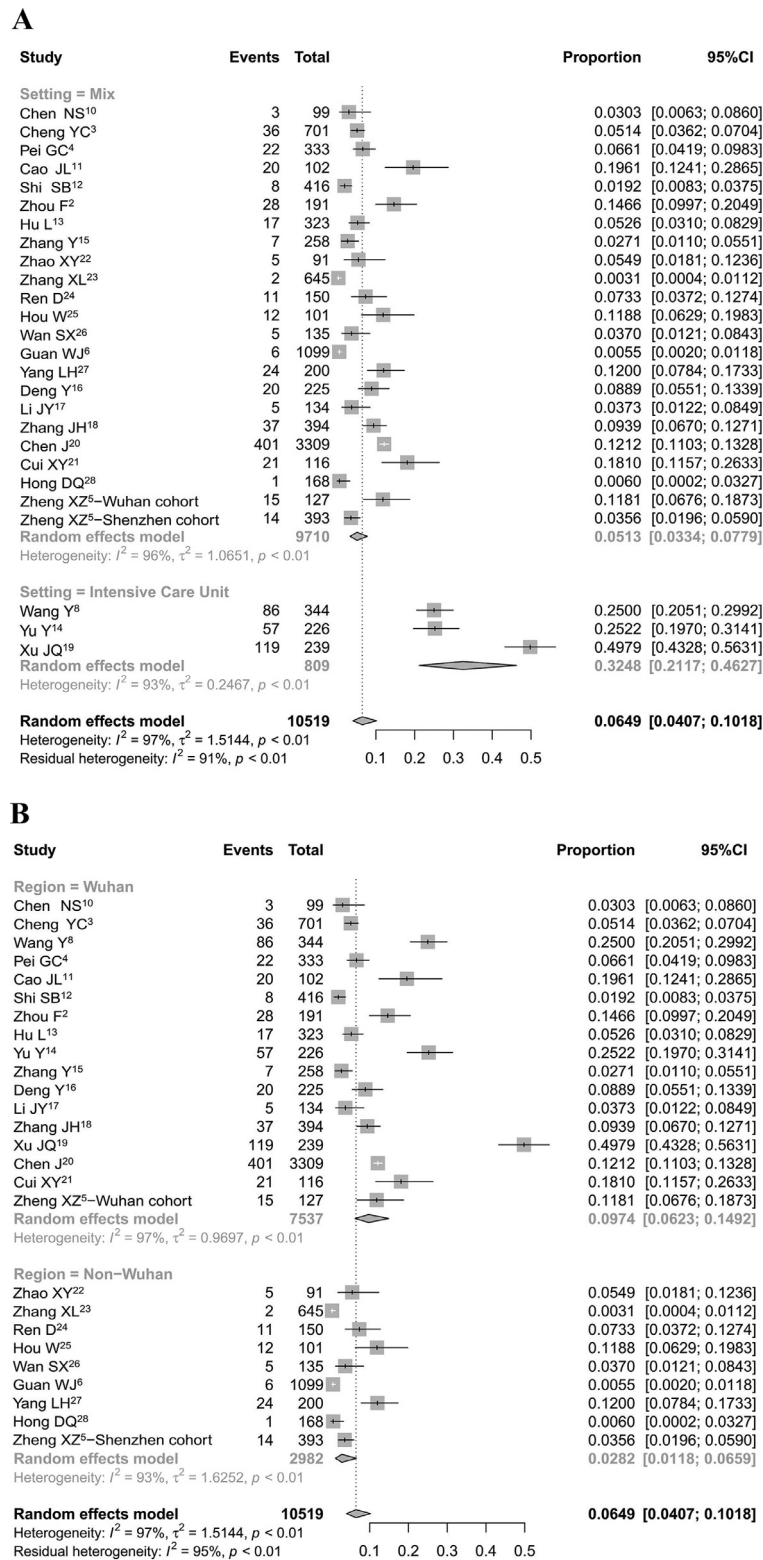 A
Study Events Total Proportion 95%CI
Setting = Mix
Chen NS¹⁰ 3 99 0.0303 [0.0063; 0.0860]
Cheng YC³ 36 701 0.0514 [0.0362; 0.0704]
Pei GC⁴ 22 333 0.0661 [0.0419; 0.0983]
Cao JL¹¹ 20 102 0.1961 [0.1241; 0.2865]
Shi SB¹² 8 416 0.0192 [0.0083; 0.0375]
Zhou F² 28 191 0.1466 [0.0997; 0.2049]
Hu L¹³ 17 323 0.0526 [0.0310; 0.0829]
Zhang Y¹⁵ 7 258 0.0271 [0.0110; 0.0551]
Zhao XY²² 5 91 0.0549 [0.0181; 0.1236]
Zhang XL²³ 2 645 0.0031 [0.0004; 0.0112]
Ren D²⁴ 11 150 0.0733 [0.0372; 0.1274]
Hou W²⁵ 12 101 0.1188 [0.0629; 0.1983]
Wan SX²⁶ 5 135 0.0370 [0.0121; 0.0843]
Guan WJ⁶ 6 1099 0.0055 [0.0020; 0.0118]
Yang LH²⁷ 24 200 0.1200 [0.0784; 0.1733]
Deng Y¹⁶ 20 225 0.0889 [0.0551; 0.1339]
Li JY¹⁷ 5 134 0.0373 [0.0122; 0.0849]
Zhang JH¹⁸ 37 394 0.0939 [0.0670; 0.1271]
Chen J²⁰ 401 3309 0.1212 [0.1103; 0.1328]
Cui XY²¹ 21 116 0.1810 [0.1157; 0.2633]
Hong DQ²⁸ 1 168 0.0060 [0.0002; 0.0327]
Zheng XZ⁵−Wuhan cohort 15 127 0.1181 [0.0676; 0.1873]
Zheng XZ⁵−Shenzhen cohort 14 393 0.0356 [0.0196; 0.0590]
Random effects model 9710 0.0513 [0.0334; 0.0779]
Heterogeneity: I² = 96%, τ² = 1.0651, p < 0.01
Setting = Intensive Care Unit
Wang Y⁸ 86 344 0.2500 [0.2051; 0.2992]
Yu Y¹⁴ 57 226 0.2522 [0.1970; 0.3141]
Xu JQ¹⁹ 119 239 0.4979 [0.4328; 0.5631]
Random effects model 809 0.3248 [0.2117; 0.4627]
Heterogeneity: I² = 93%, τ² = 0.2467, p < 0.01
Random effects model 10519 0.0649 [0.0407; 0.1018]
Heterogeneity: I² = 97%, τ² = 1.5144, p < 0.01
Residual heterogeneity: I² = 91%, p < 0.01
0.1 0.2 0.3 0.4 0.5
B
Study Events Total Proportion 95%CI
Region = Wuhan
Chen NS¹⁰ 3 99 0.0303 [0.0063; 0.0860]
Cheng YC³ 36 701 0.0514 [0.0362; 0.0704]
Wang Y⁸ 86 344 0.2500 [0.2051; 0.2992]
Pei GC⁴ 22 333 0.0661 [0.0419; 0.0983]
Cao JL¹¹ 20 102 0.1961 [0.1241; 0.2865]
Shi SB¹² 8 416 0.0192 [0.0083; 0.0375]
Zhou F² 28 191 0.1466 [0.0997; 0.2049]
Hu L¹³ 17 323 0.0526 [0.0310; 0.0829]
Yu Y¹⁴ 57 226 0.2522 [0.1970; 0.3141]
Zhang Y¹⁵ 7 258 0.0271 [0.0110; 0.0551]
Deng Y¹⁶ 20 225 0.0889 [0.0551; 0.1339]
Li JY¹⁷ 5 134 0.0373 [0.0122; 0.0849]
Zhang JH¹⁸ 37 394 0.0939 [0.0670; 0.1271]
Xu JQ¹⁹ 119 239 0.4979 [0.4328; 0.5631]
Chen J²⁰ 401 3309 0.1212 [0.1103; 0.1328]
Cui XY²¹ 21 116 0.1810 [0.1157; 0.2633]
Zheng XZ⁵−Wuhan cohort 15 127 0.1181 [0.0676; 0.1873]
Random effects model 7537 0.0974 [0.0623; 0.1492]
Heterogeneity: I² = 97%, τ² = 0.9697, p < 0.01
Region = Non−Wuhan
Zhao XY²² 5 91 0.0549 [0.0181; 0.1236]
Zhang XL²³ 2 645 0.0031 [0.0004; 0.0112]
Ren D²⁴ 11 150 0.0733 [0.0372; 0.1274]
Hou W²⁵ 12 101 0.1188 [0.0629; 0.1983]
Wan SX²⁶ 5 135 0.0370 [0.0121; 0.0843]
Guan WJ⁶ 6 1099 0.0055 [0.0020; 0.0118]
Yang LH²⁷ 24 200 0.1200 [0.0784; 0.1733]
Hong DQ²⁸ 1 168 0.0060 [0.0002; 0.0327]
Zheng XZ⁵−Shenzhen cohort 14 393 0.0356 [0.0196; 0.0590]
Random effects model 2982 0.0282 [0.0118; 0.0659]
Heterogeneity: I² = 93%, τ² = 1.6252, p < 0.01
Random effects model 10519 0.0649 [0.0407; 0.1018]
Heterogeneity: I² = 97%, τ² = 1.5144, p < 0.01
Residual heterogeneity: I² = 95%, p < 0.01
0.1 0.2 0.3 0.4 0.5